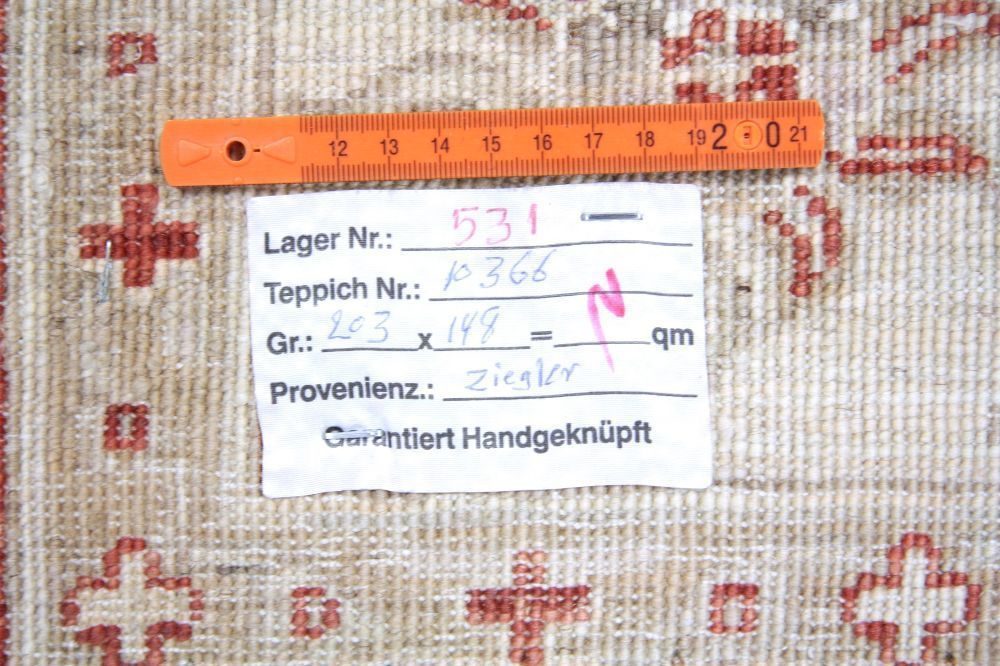 12 13 14 15 16 17 18 19 20 21
Lager Nr.: 531
Teppich Nr.: 10366
Gr.: 203 x 148 = qm
Provenienz.: Ziegler
Garantiert Handgeknüpft